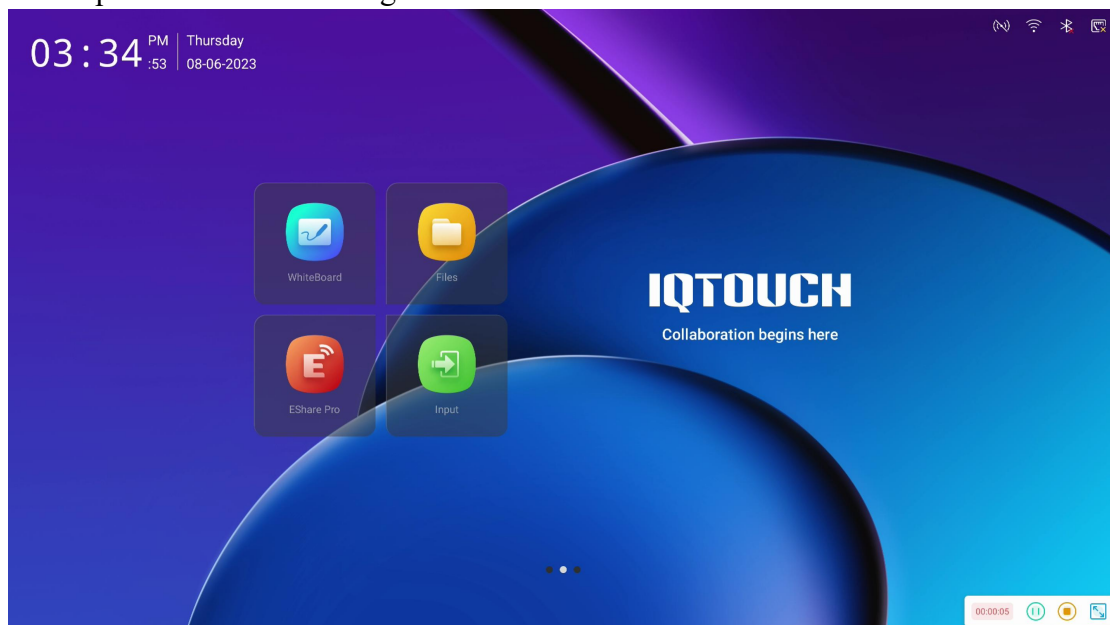 03:34 PM :53
Thursday
08-06-2023
WhiteBoard
Files
EShare Pro
Input
IQTOUCH
Collaboration begins here
00:00:05